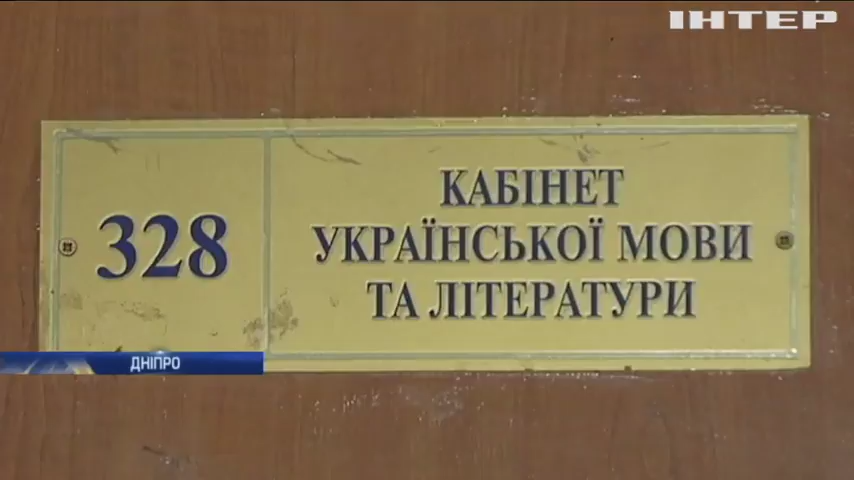 ІНТЕР
328
КАБІНЕТ
УКРАЇНСЬКОЇ МОВИ
ТА ЛІТЕРАТУРИ
ДНІПРО